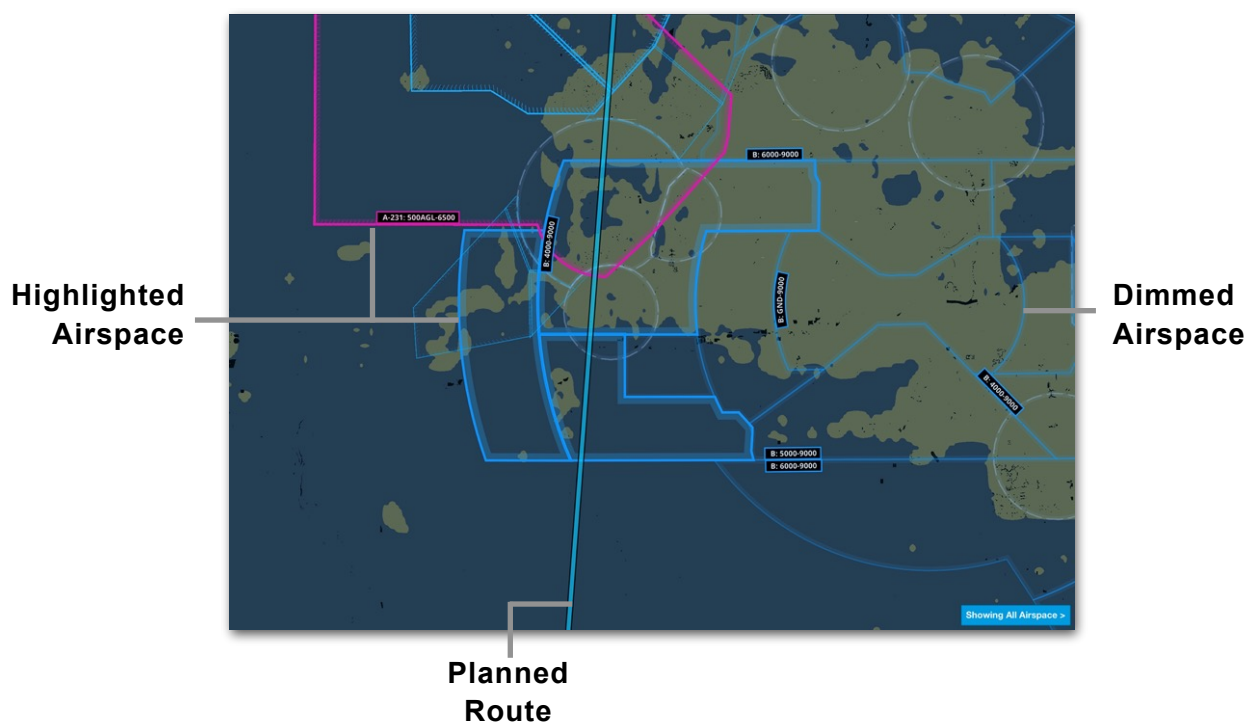 B: 6000-9000
A-231: 500AGL-6500
B: 4000-9000
B: GND-9000
Highlighted
Airspace
Dimmed
Airspace
B: 4000-9000
B: 5000-9000
B: 6000-9000
Showing All Airspace >
Planned
Route